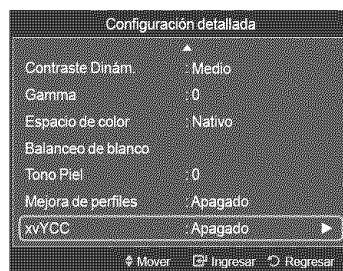 Configuración detallada
Contraste Dinám. : Medio
Gamma : 0
Espacio de color : Nativo
Balanceo de blanco
Tono Piel : 0
Mejora de perfiles : Apagado
xvYCC : Apagado
Mover Ingresar Regresar